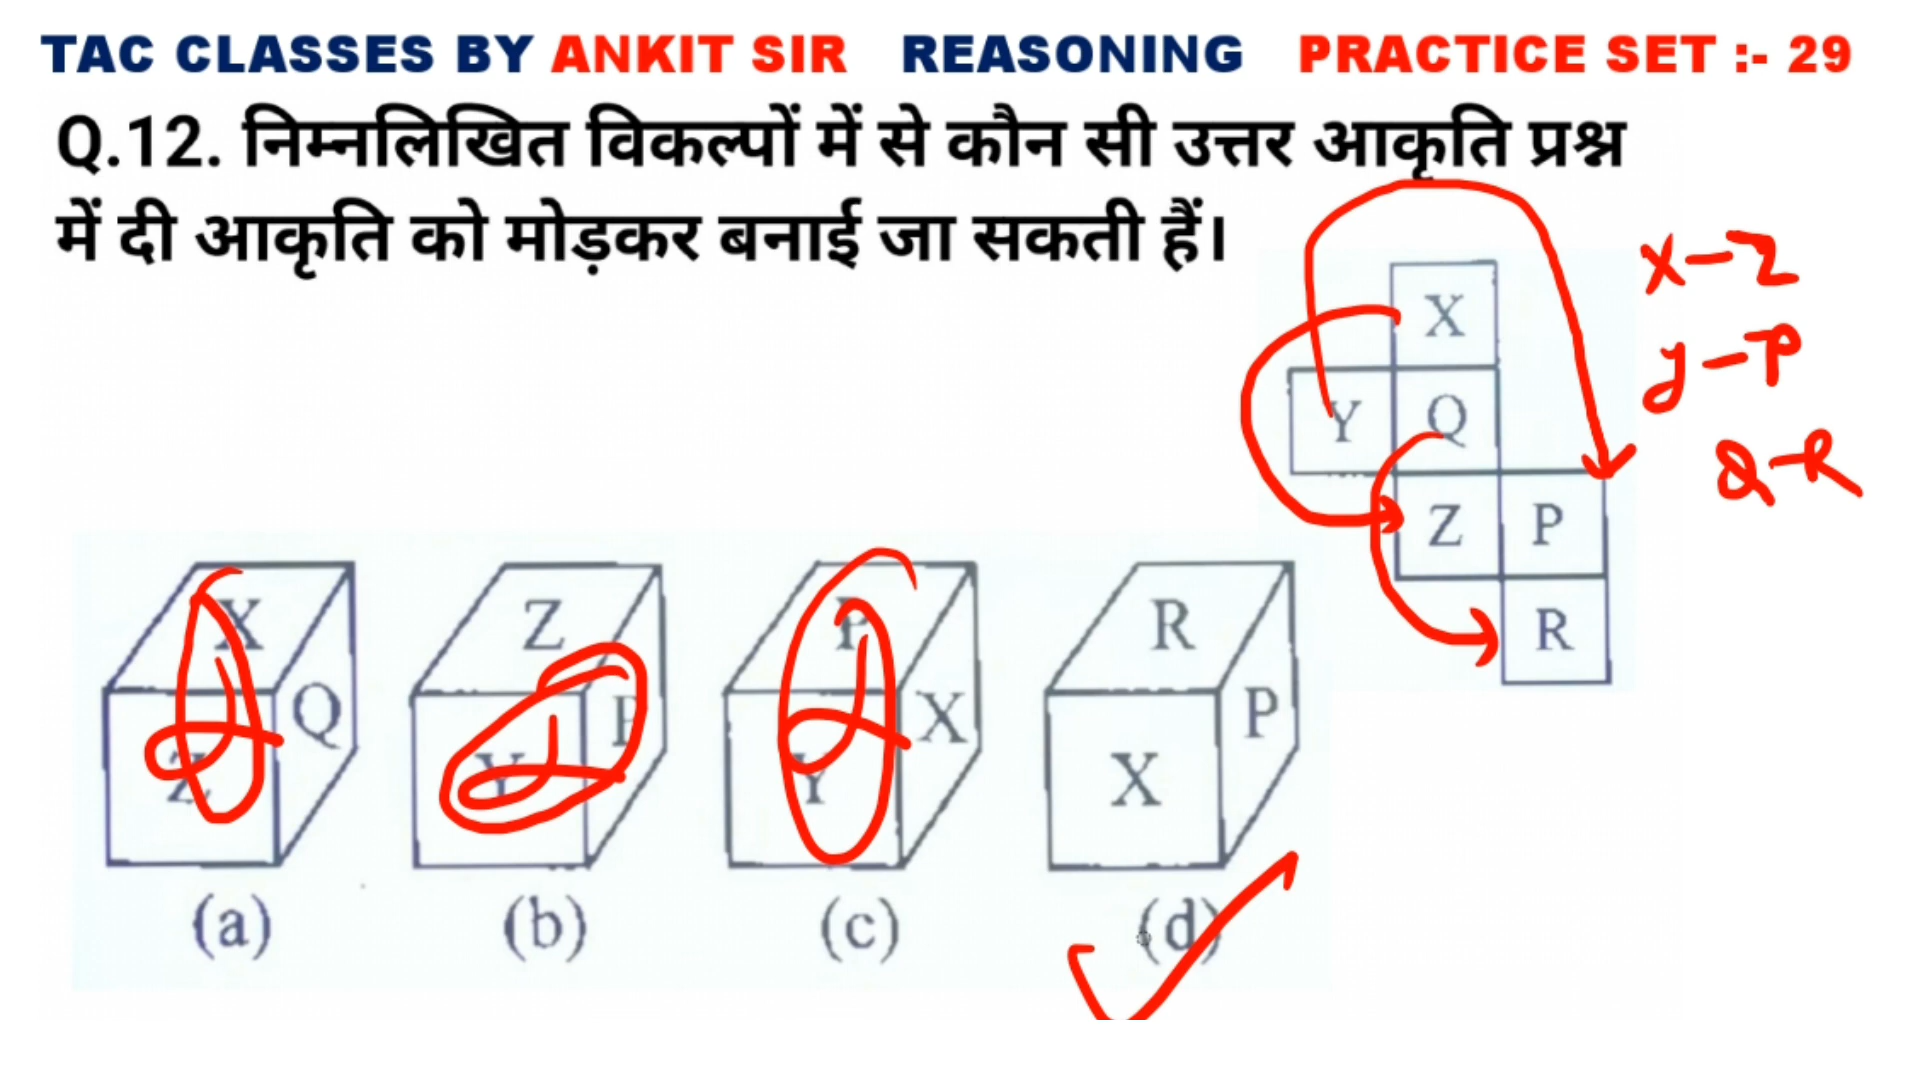 TAC CLASSES BY ANKIT SIR REASONING PRACTICE SET :- 29
Q.12. निम्नलिखित विकल्पों में से कौन सी उत्तर आकृति प्रश्न
में दी आकृति को मोड़कर बनाई जा सकती हैं।
X
Y Q
Z P
R
X-Z
y-P
Q-R
X Z P R
Q P X P
Z Y Y X
(a) (b) (c) (d)